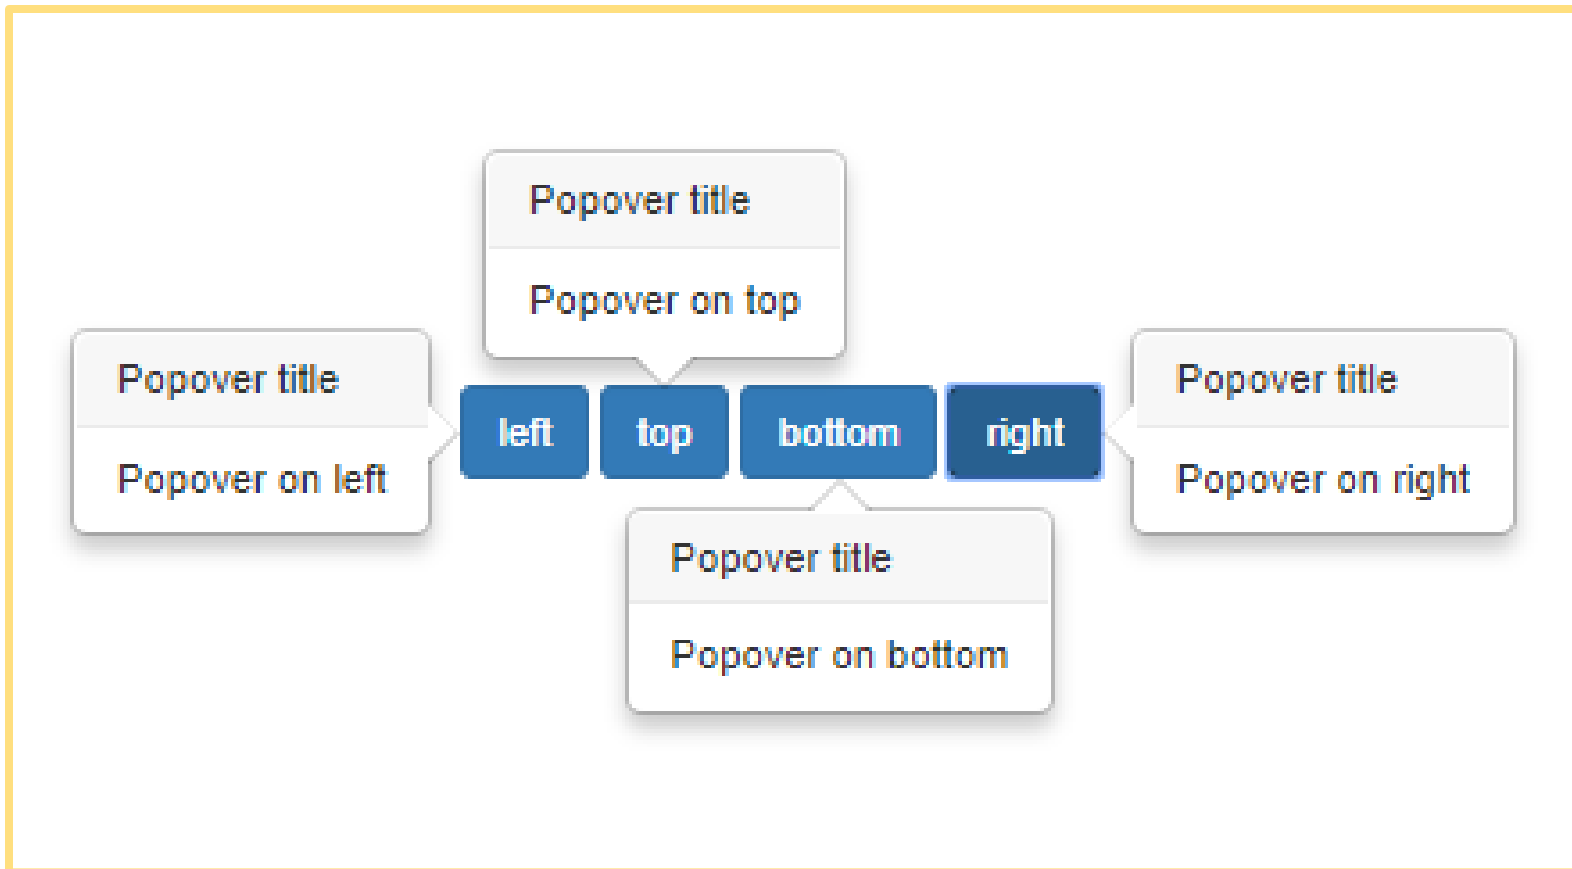 Popover title
Popover on top
Popover title
Popover on left
left
top
bottom
right
Popover title
Popover on right
Popover title
Popover on bottom